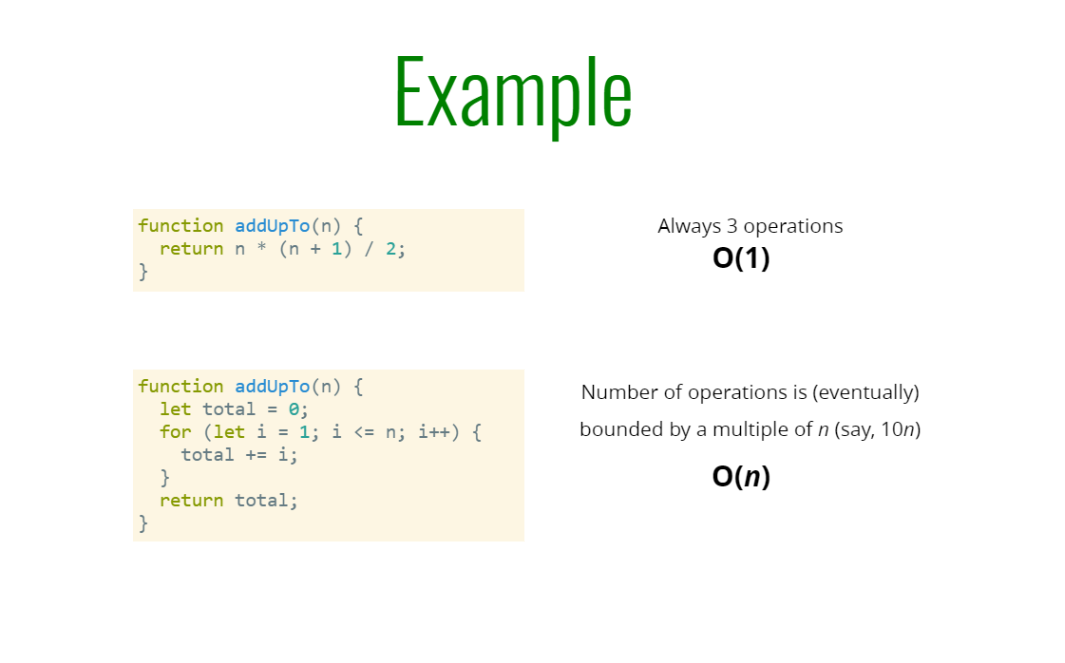 Example
function addUpTo(n) {
  return n * (n + 1) / 2;
}
Always 3 operations
O(1)
function addUpTo(n) {
  let total = 0;
  for (let i = 1; i <= n; i++) {
    total += i;
  }
  return total;
}
Number of operations is (eventually)
bounded by a multiple of n (say, 10n)
O(n)